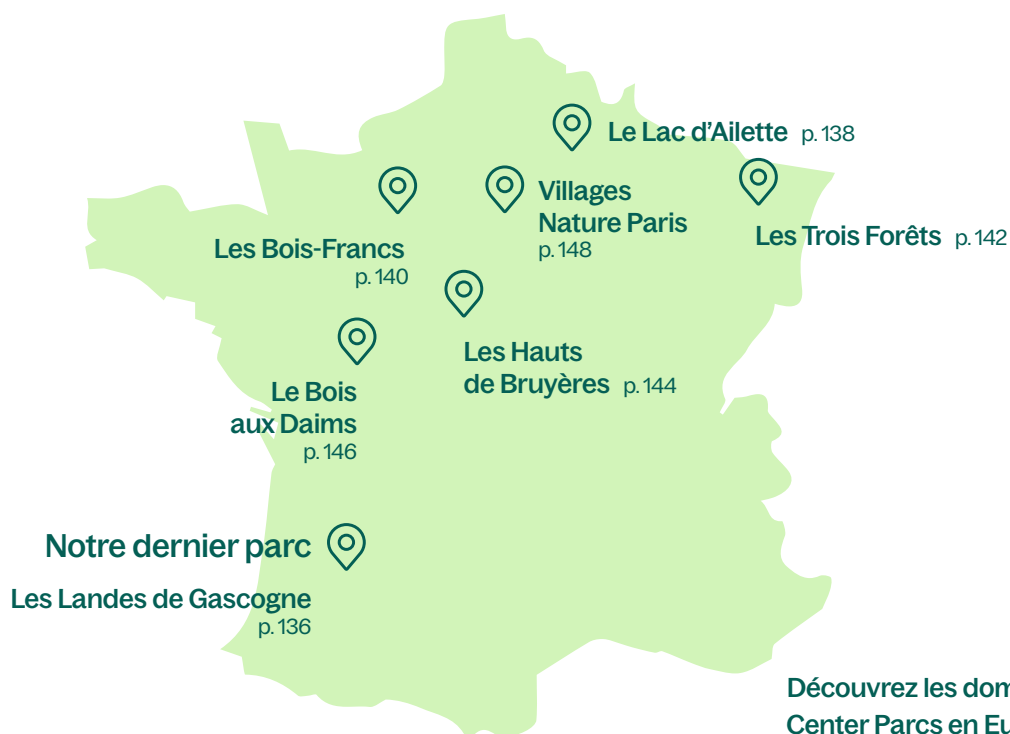 Le Lac d’Ailette p. 138
Villages
Nature Paris
p. 148
Les Trois Forêts p. 142
Les Bois-Francs
p. 140
Les Hauts
de Bruyères p. 144
Le Bois
aux Daims
p. 146
Notre dernier parc
Les Landes de Gascogne
p. 136
Découvrez les dom
Center Parcs en Eu